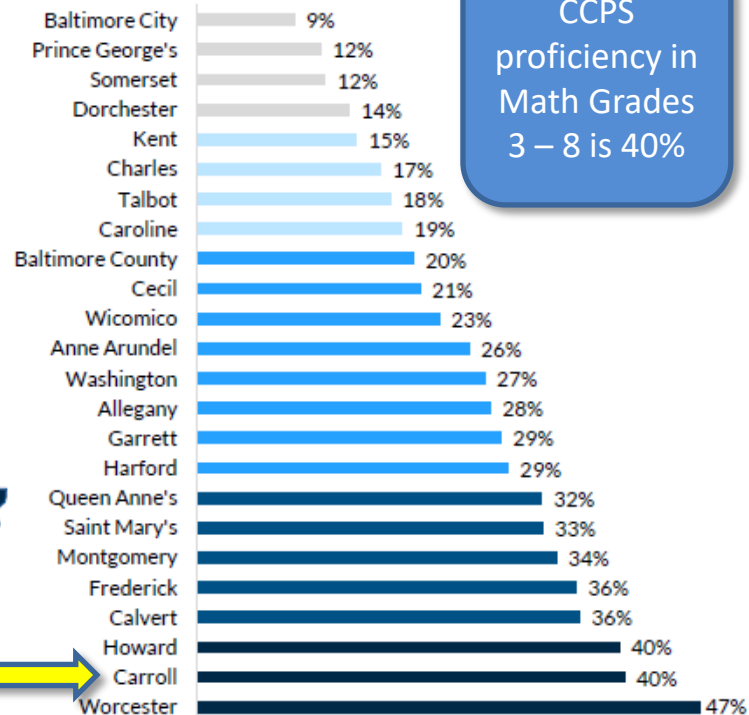 CCPS
proficiency in
Math Grades
3 – 8 is 40%
Baltimore City 9%
Prince George's 12%
Somerset 12%
Dorchester 14%
Kent 15%
Charles 17%
Talbot 18%
Caroline 19%
Baltimore County 20%
Cecil 21%
Wicomico 23%
Anne Arundel 26%
Washington 27%
Allegany 28%
Garrett 29%
Harford 29%
Queen Anne's 32%
Saint Mary's 33%
Montgomery 34%
Frederick 36%
Calvert 36%
Howard 40%
Carroll 40%
Worcester 47%